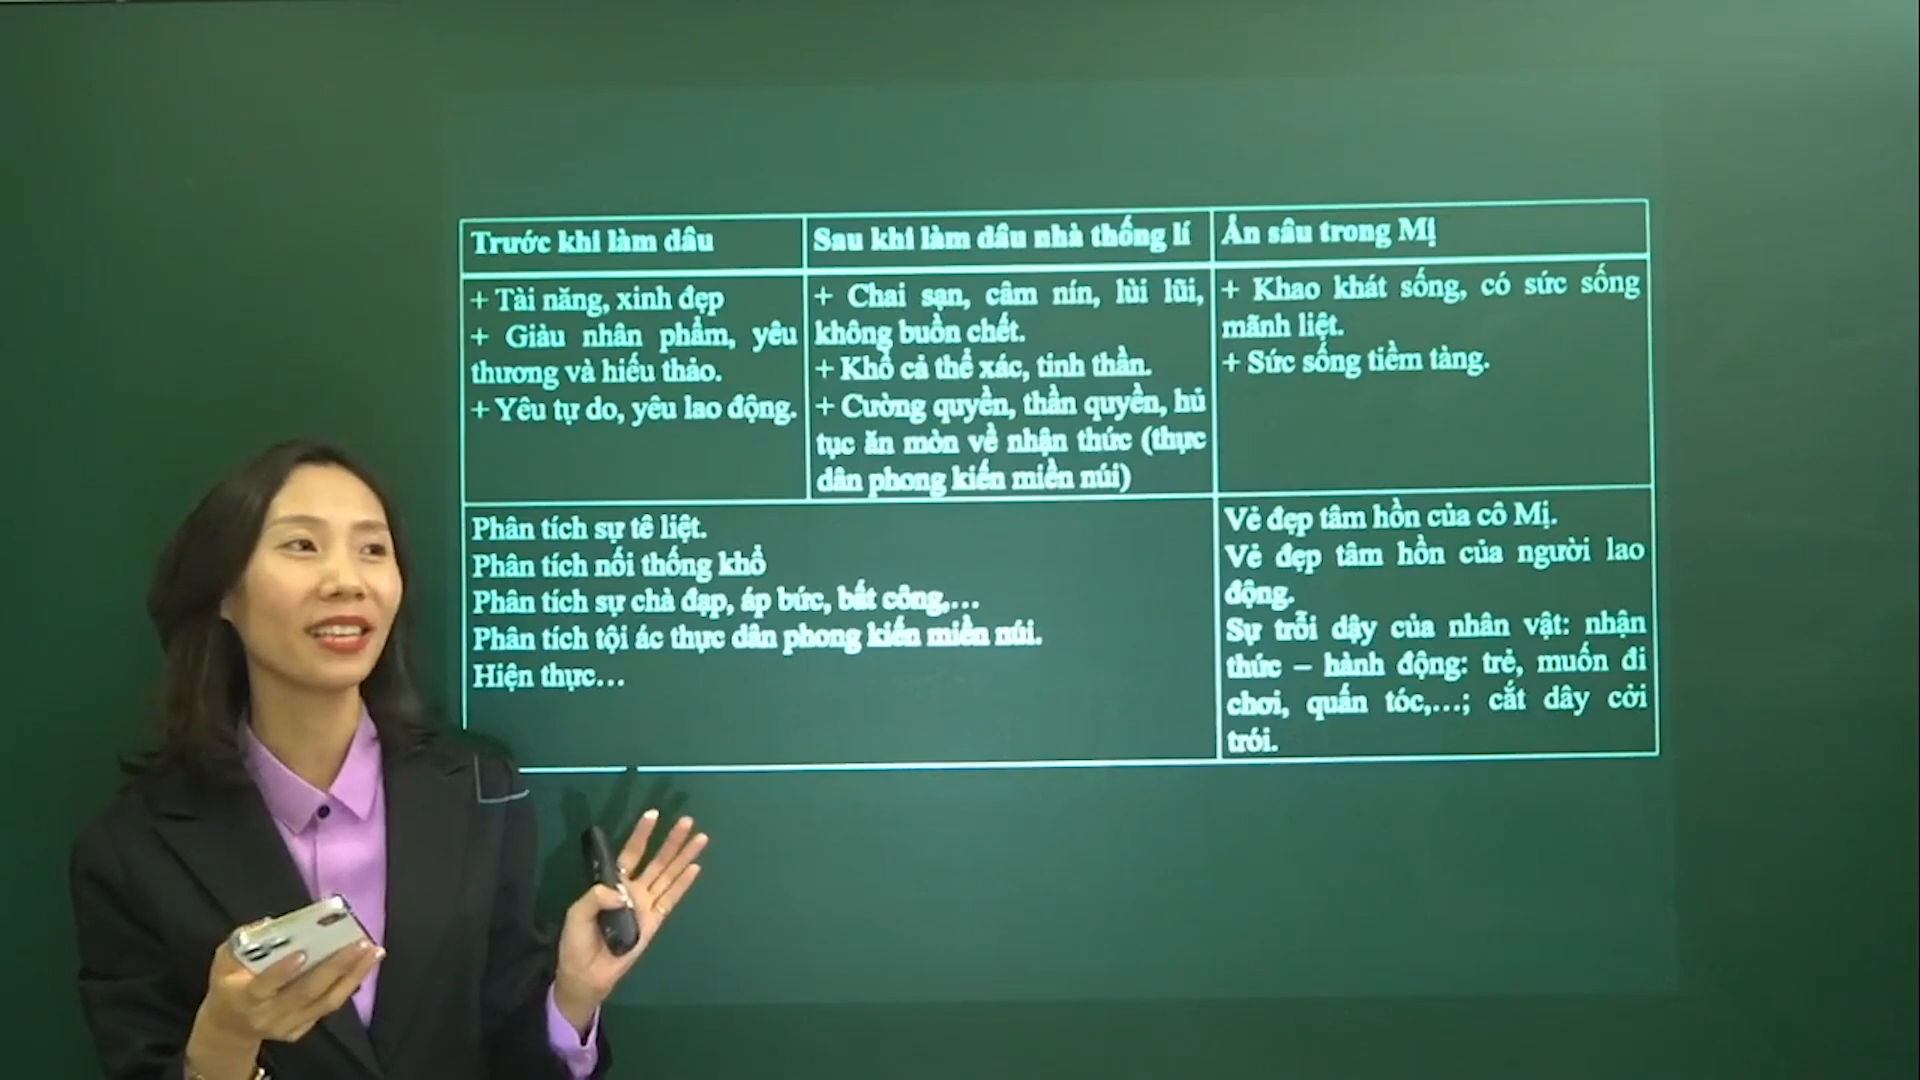 Trước khi làm dâu
Sau khi làm dâu nhà thống lí
Ẩn sâu trong Mị
+ Tài năng, xinh đẹp
+ Giàu nhân phẩm, yêu
thương và hiếu thảo.
+ Yêu tự do, yêu lao động.
+ Chai sạn, câm nín, lùi lũi,
không buồn chết.
+ Khổ cả thể xác, tinh thần.
+ Cường quyền, thần quyền, hủ
tục ăn mòn về nhận thức (thực
dân phong kiến miền núi)
+ Khao khát sống, có sức sống
mãnh liệt.
+ Sức sống tiềm tàng.
Phân tích sự tê liệt.
Phân tích nối thống khổ
Phân tích sự chà đạp, áp bức, bất công,…
Phân tích tội ác thực dân phong kiến miền núi.
Hiện thực…
Vẻ đẹp tâm hồn của cô Mị.
Vẻ đẹp tâm hồn của người lao
động.
Sự trỗi dậy của nhân vật: nhận
thức – hành động: trẻ, muốn đi
chơi, quấn tóc,…; cắt dây cởi
trói.